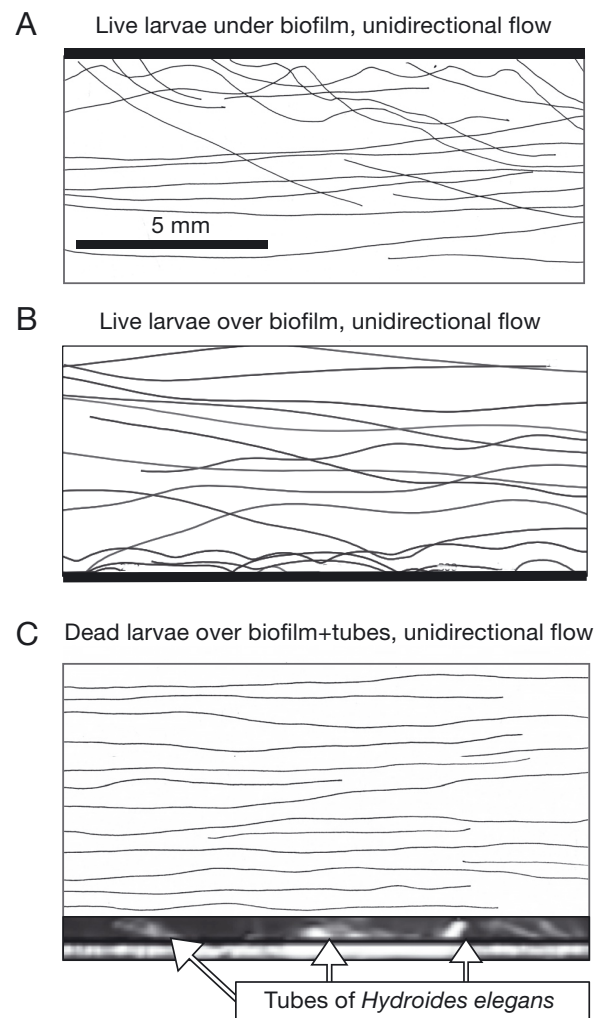 A
Live larvae under biofilm, unidirectional flow
5 mm
B
Live larvae over biofilm, unidirectional flow
C
Dead larvae over biofilm+tubes, unidirectional flow
Tubes of Hydroides elegans